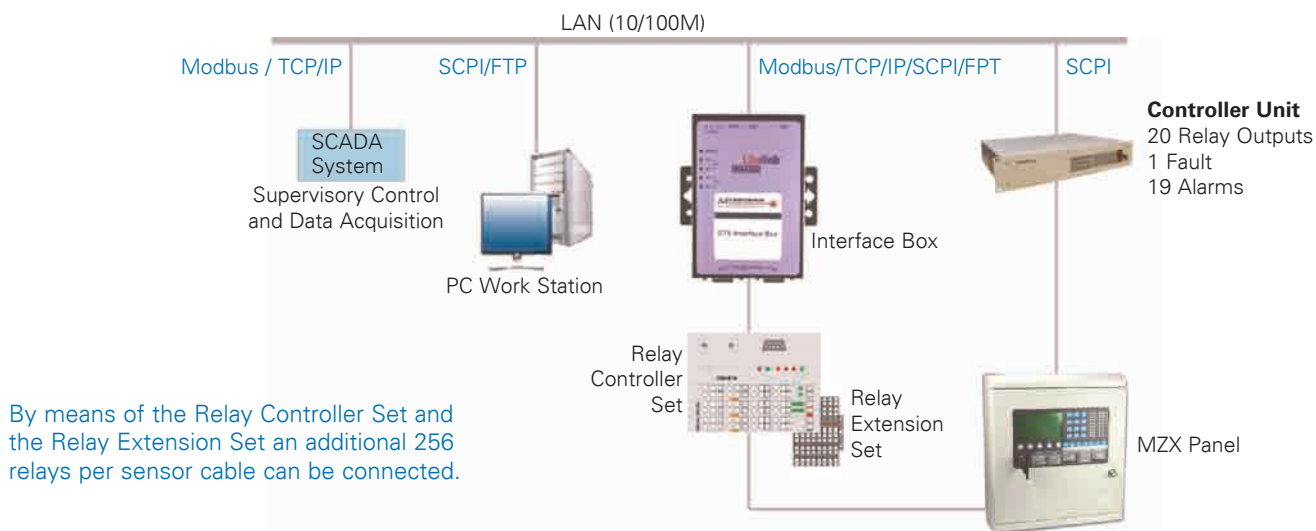 LAN (10/100M)
Modbus / TCP/IP
SCPI/FTP
Modbus/TCP/IP/SCPI/FPT
SCPI
SCADA
System
Supervisory Control
and Data Acquisition
PC Work Station
DTS Interface Box
Interface Box
Controller Unit
20 Relay Outputs
1 Fault
19 Alarms
Relay
Controller
Set
Relay
Extension
Set
MZX Panel
By means of the Relay Controller Set and
the Relay Extension Set an additional 256
relays per sensor cable can be connected.